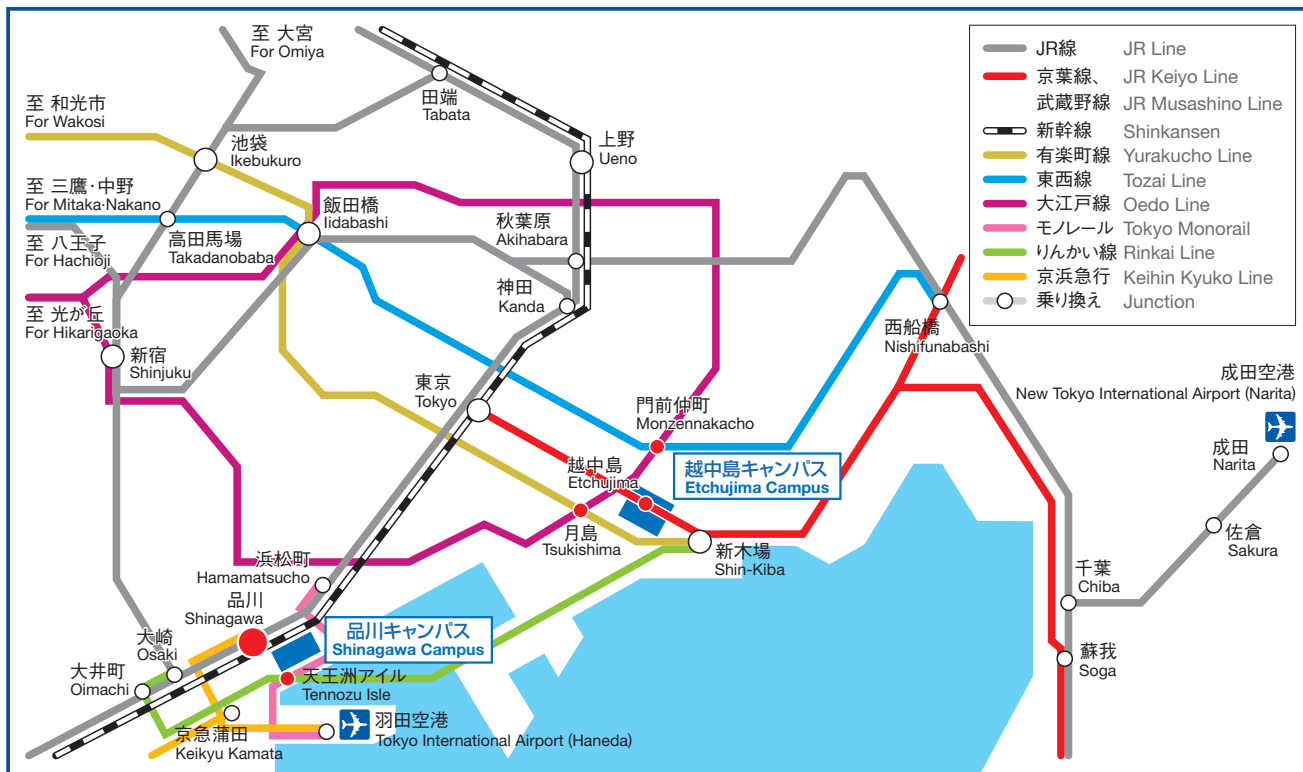 至 大宮
For Omiya
田端
Tabata
至 和光市
For Wakosi
池袋
Ikebukuro
上野
Ueno
至 三鷹・中野
For Mitaka·Nakano
高田馬場
Takadanobaba
飯田橋
Iidabashi
秋葉原
Akihabara
至 八王子
For Hachioji
神田
Kanda
至 光が丘
For Hikarigaoka
新宿
Shinjuku
東京
Tokyo
門前仲町
Monzennakacho
西船橋
Nishifunabashi
越中島
Etchujima
越中島キャンパス
Etchujima Campus
月島
Tsukishima
新木場
Shin-Kiba
浜松町
Hamamatsucho
品川
Shinagawa
品川キャンパス
Shinagawa Campus
大崎
Osaki
大井町
Oimachi
天王洲アイル
Tennozu Isle
京急蒲田
Keikyu Kamata
羽田空港
Tokyo International Airport (Haneda)
成田空港
New Tokyo International Airport (Narita)
成田
Narita
佐倉
Sakura
千葉
Chiba
蘇我
Soga
JR線 JR Line
京葉線、 JR Keiyo Line
武蔵野線 JR Musashino Line
新幹線 Shinkansen
有楽町線 Yurakucho Line
東西線 Tozai Line
大江戸線 Oedo Line
モノレール Tokyo Monorail
りんかい線 Rinkai Line
京浜急行 Keihin Kyuko Line
乗り換え Junction